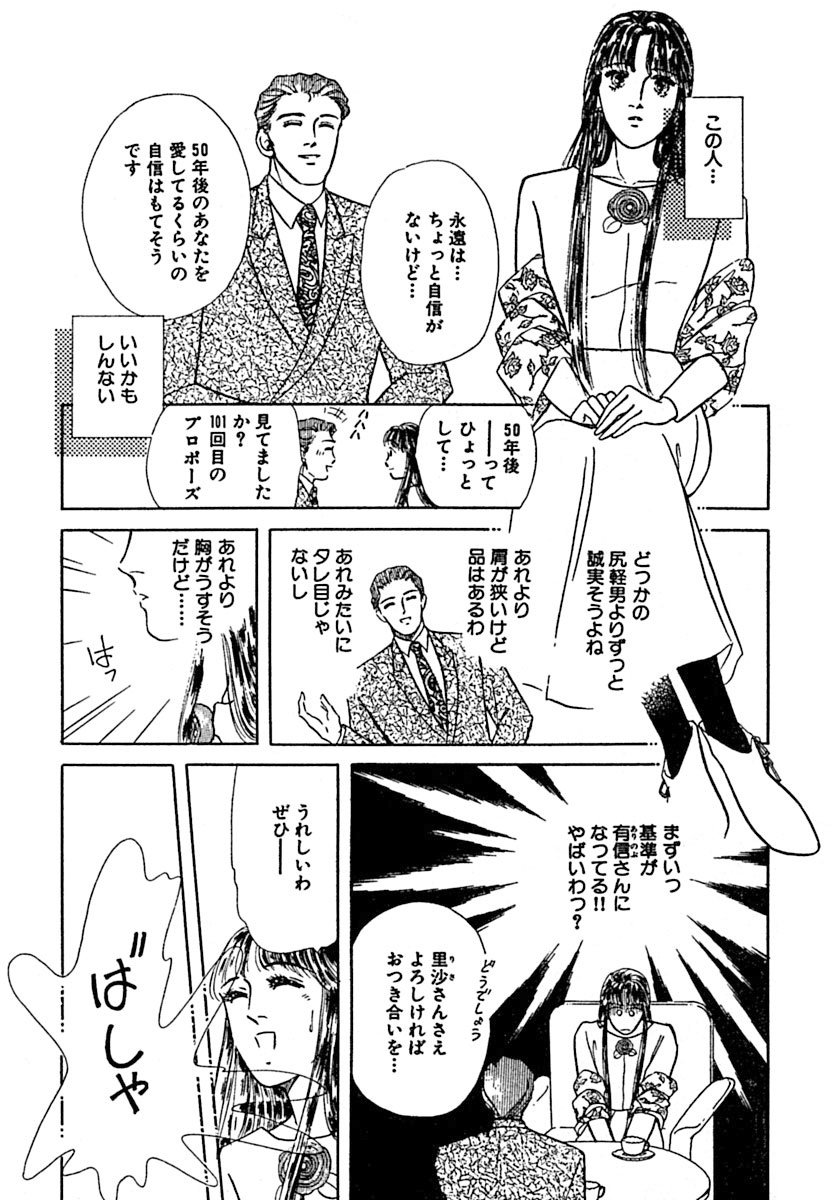 この人…
永遠は…
ちょっと自信が
ないけど…
50年後のあなたを
愛してるくらいの
自信はもてそう
です
いいかも
しんない
50年後
――って
ひょっと
して…
見てました
か？
101回目の
プロポーズ
どっかの
尻軽男よりずっと
誠実そうよね
あれより
肩が狭いけど
品はあるわ
あれみたいに
タレ目じゃ
ないし
あれより
胸がうすそう
だけど……
はっ
まずいっ
基準が
有信さんに
なってる!!
やばいわっ？
ありのぶ
どうでしょう
里沙さんさえ
よろしければ
おつき合いを…
りさ
うれしいわ
ぜひ――
ばしゃ